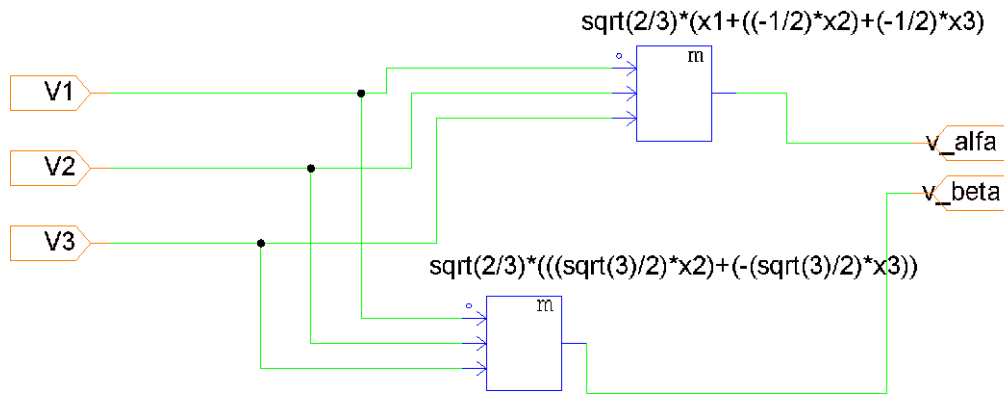 sqrt(2/3)*(x1+((-1/2)*x2)+(-1/2)*x3)
m
V1
v_alfa
V2
v_beta
V3
sqrt(2/3)*(((sqrt(3)/2)*x2)+(-(sqrt(3)/2)*x3))
m